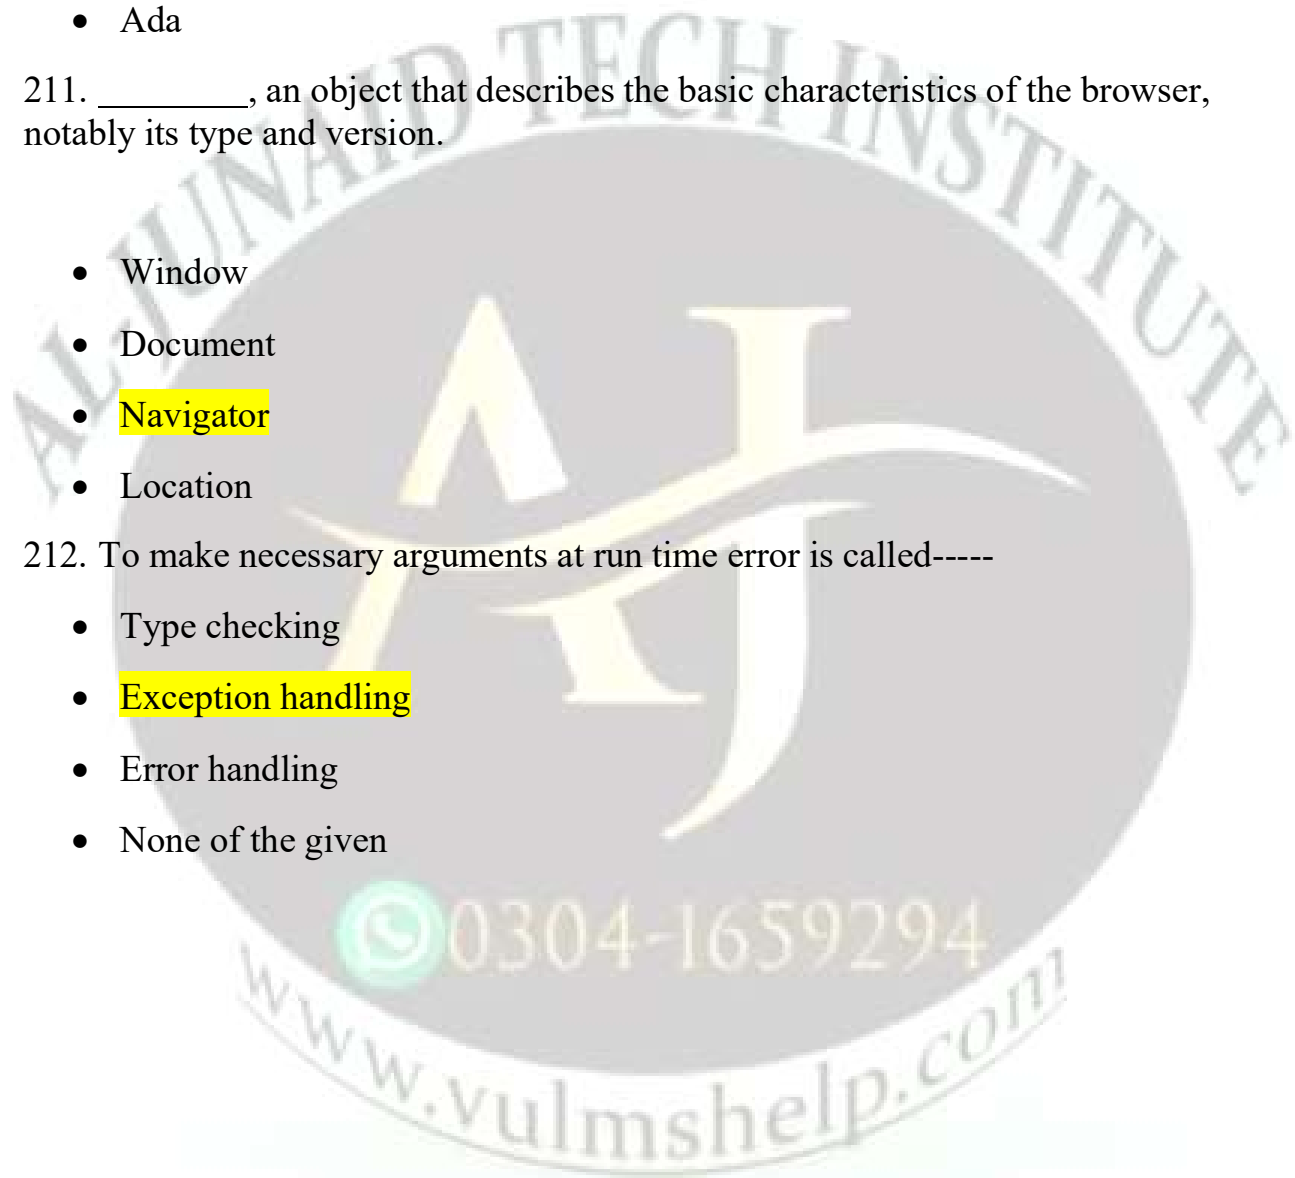 • Ada
211. ________, an object that describes the basic characteristics of the browser,
notably its type and version.
• Window
• Document
• Navigator
• Location
212. To make necessary arguments at run time error is called-----
• Type checking
• Exception handling
• Error handling
• None of the given
AL-JUNAID TECH INSTITUTE
AJ
0304-1659294
www.vulmshelp.com